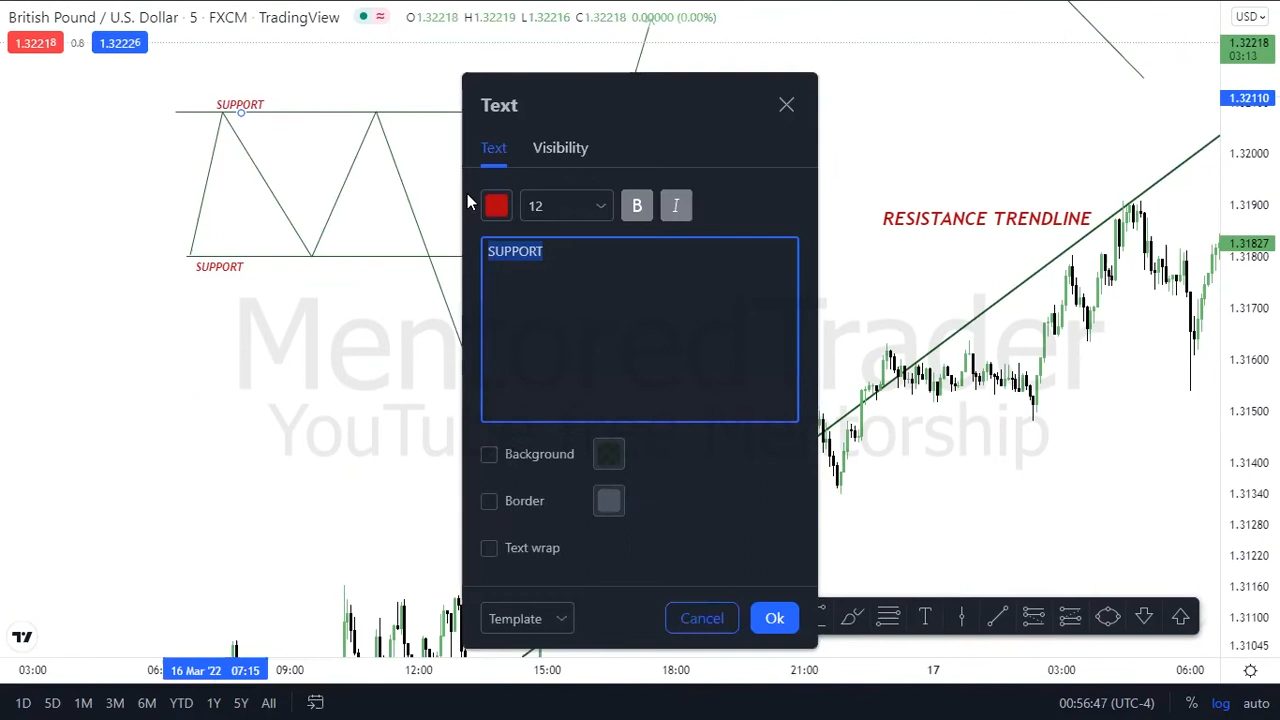 British Pound / U.S. Dollar · 5 · FXCM · TradingView ≈ O1.32218 H1.32219 L1.32216 C1.32218 0.00000 (0.00%)
USD
1.32218 0.8 1.32226
1.32218
03:13
1.32110
1.32000
1.31900
1.31827
1.31800
1.31700
1.31600
1.31500
1.31400
1.31340
1.31280
1.31220
1.31160
1.31100
1.31045
SUPPORT
SUPPORT
RESISTANCE TRENDLINE
Text
Text Visibility
12 B I
SUPPORT
Background
Border
Text wrap
Template Cancel Ok
T
03:00 16 Mar '22 07:15 09:00 12:00 15:00 18:00 21:00 17 03:00 06:00
1D 5D 1M 3M 6M YTD 1Y 5Y All 00:56:47 (UTC-4) % log auto